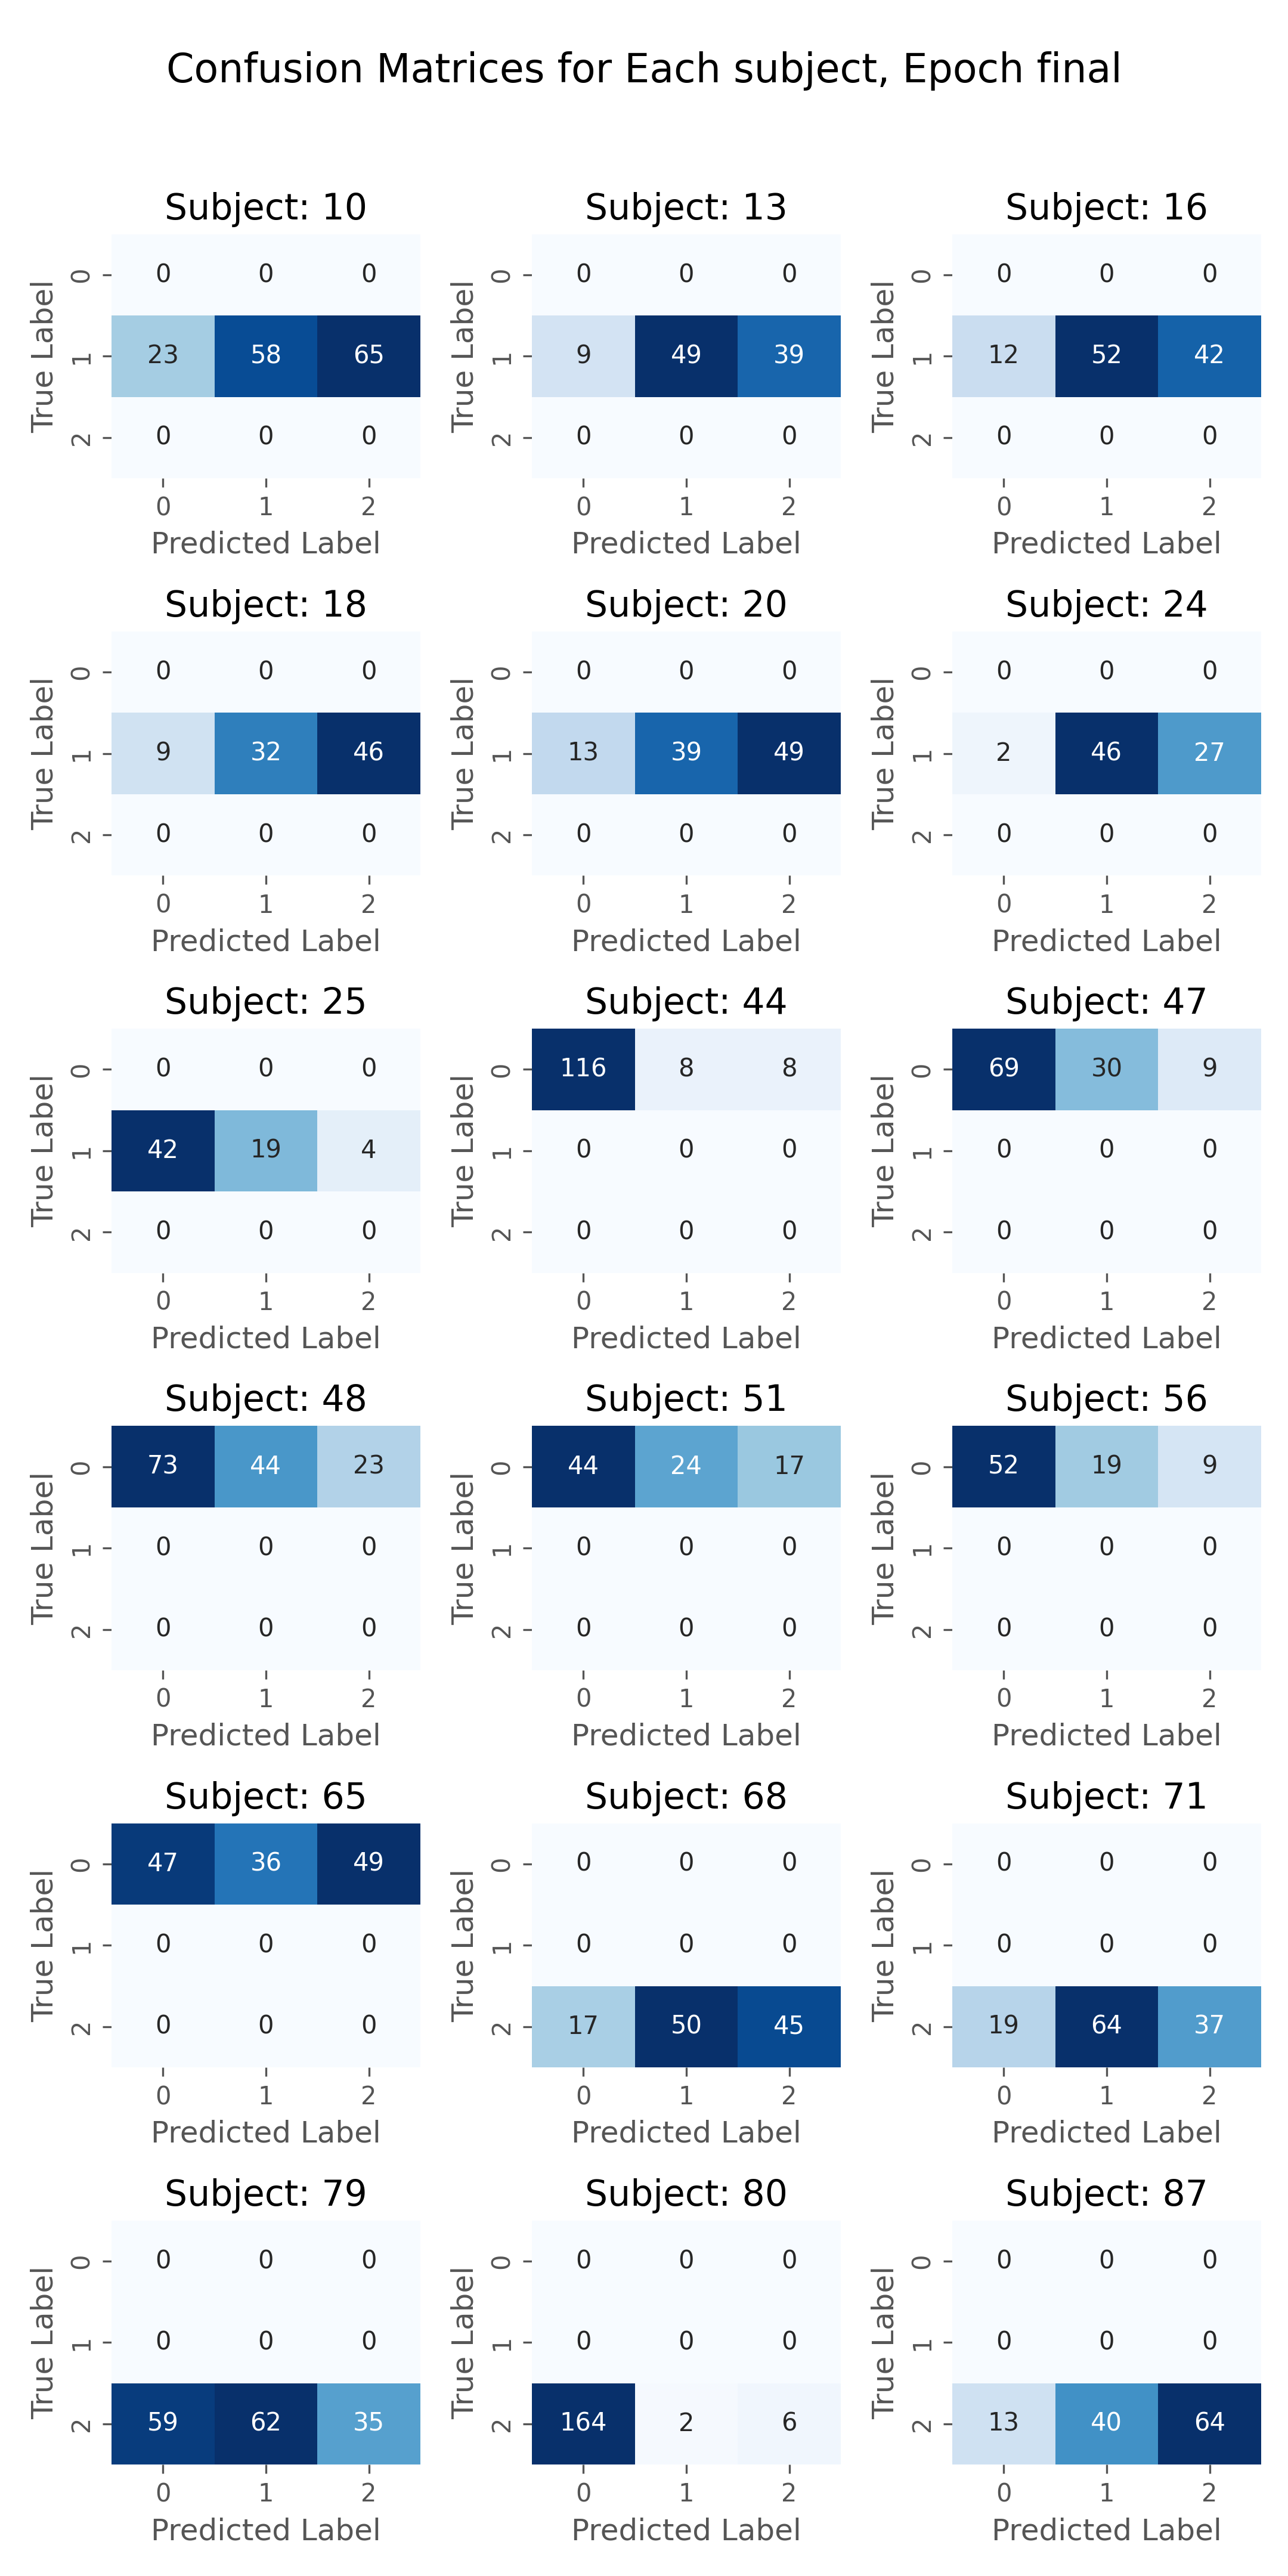 Confusion Matrices for Each subject, Epoch final
Subject: 10 Subject: 13 Subject: 16
True Label 0 0 0 0 True Label 0 0 0 0 True Label 0 0 0 0
1 23 58 65 1 9 49 39 1 12 52 42
2 0 0 0 2 0 0 0 2 0 0 0
0 1 2 0 1 2 0 1 2
Predicted Label Predicted Label Predicted Label
Subject: 18 Subject: 20 Subject: 24
True Label 0 0 0 0 True Label 0 0 0 0 True Label 0 0 0 0
1 9 32 46 1 13 39 49 1 2 46 27
2 0 0 0 2 0 0 0 2 0 0 0
0 1 2 0 1 2 0 1 2
Predicted Label Predicted Label Predicted Label
Subject: 25 Subject: 44 Subject: 47
True Label 0 0 0 0 True Label 0 116 8 8 True Label 0 69 30 9
1 42 19 4 1 0 0 0 1 0 0 0
2 0 0 0 2 0 0 0 2 0 0 0
0 1 2 0 1 2 0 1 2
Predicted Label Predicted Label Predicted Label
Subject: 48 Subject: 51 Subject: 56
True Label 0 73 44 23 True Label 0 44 24 17 True Label 0 52 19 9
1 0 0 0 1 0 0 0 1 0 0 0
2 0 0 0 2 0 0 0 2 0 0 0
0 1 2 0 1 2 0 1 2
Predicted Label Predicted Label Predicted Label
Subject: 65 Subject: 68 Subject: 71
True Label 0 47 36 49 True Label 0 0 0 0 True Label 0 0 0 0
1 0 0 0 1 0 0 0 1 0 0 0
2 0 0 0 2 17 50 45 2 19 64 37
0 1 2 0 1 2 0 1 2
Predicted Label Predicted Label Predicted Label
Subject: 79 Subject: 80 Subject: 87
True Label 0 0 0 0 True Label 0 0 0 0 True Label 0 0 0 0
1 0 0 0 1 0 0 0 1 0 0 0
2 59 62 35 2 164 2 6 2 13 40 64
0 1 2 0 1 2 0 1 2
Predicted Label Predicted Label Predicted Label